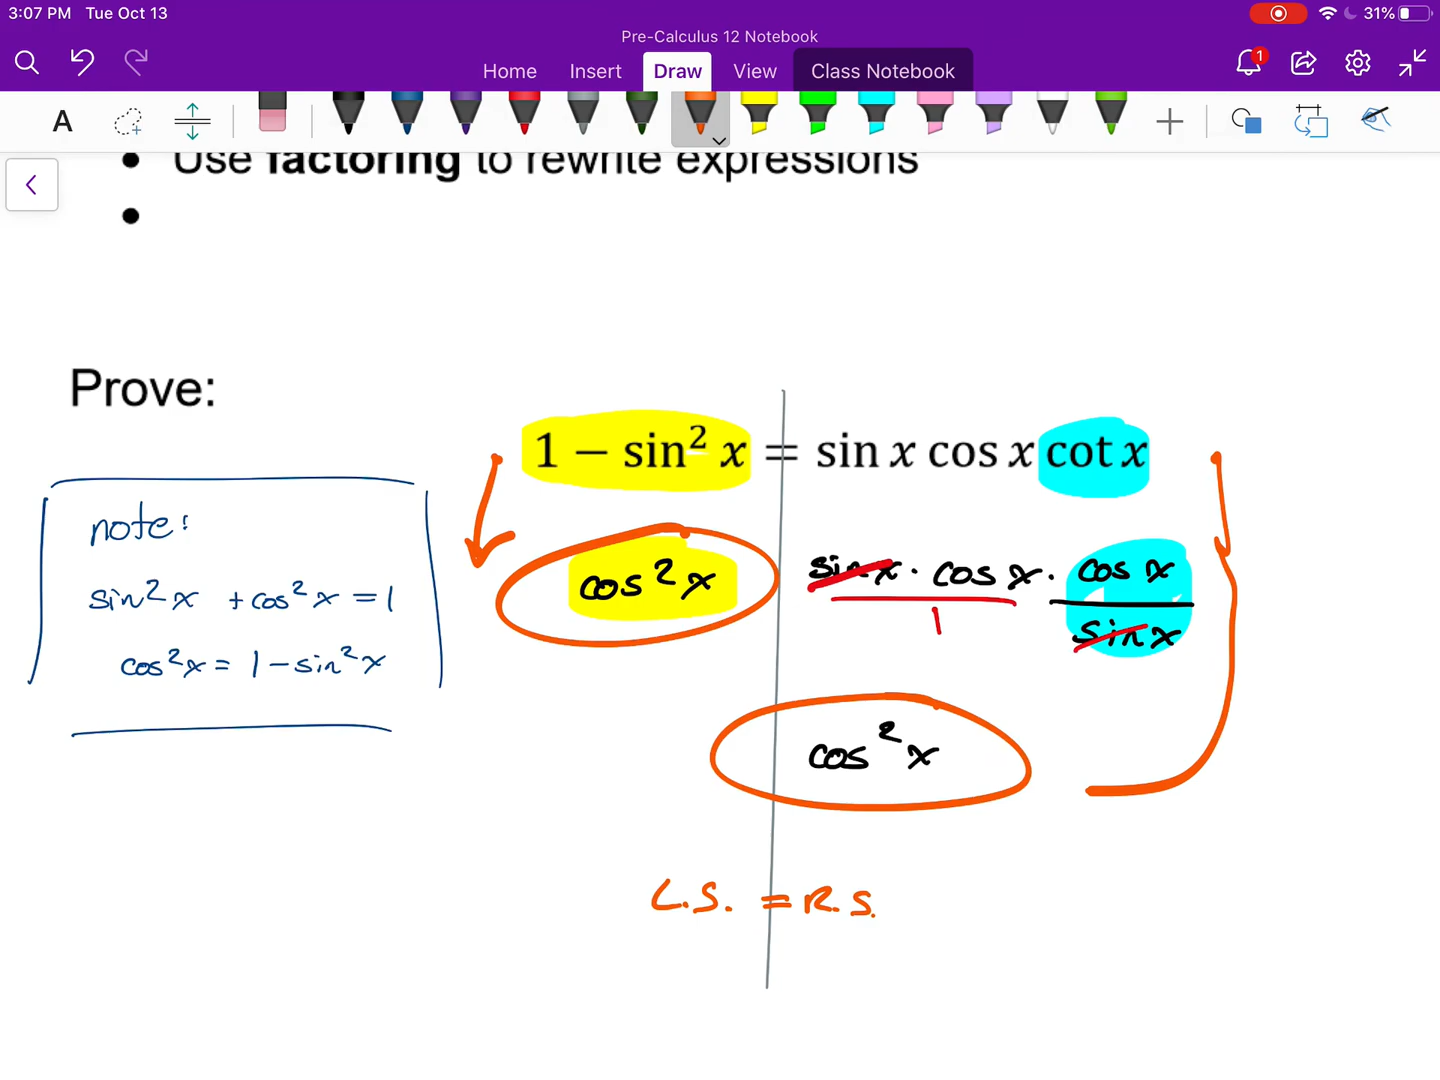 3:07 PM Tue Oct 13
31%
Pre-Calculus 12 Notebook
1
Home Insert Draw View Class Notebook
A
• Use factoring to rewrite expressions
•
Prove:
1 − sin² x = sin x cos x cot x
note:
sin²x + cos²x = 1
cos²x = 1 − sin²x
cos²x
sin x · cos x · cos x
1
sin x
cos²x
L.S. = R.S.